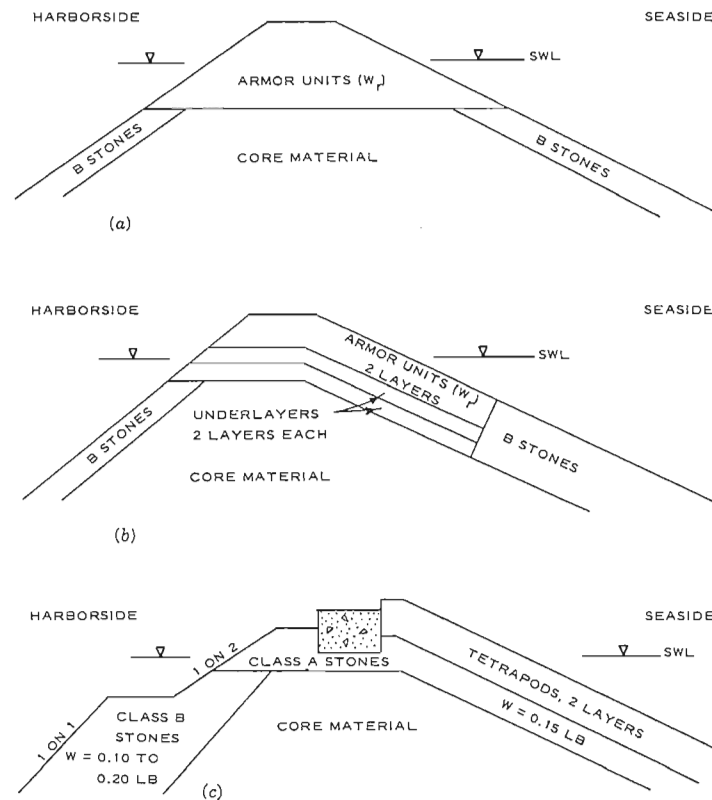 HARBORSIDE
SEASIDE
SWL
ARMOR UNITS (Wr)
B STONES
B STONES
CORE MATERIAL
(a)
HARBORSIDE
SEASIDE
SWL
ARMOR UNITS (Wr)
2 LAYERS
UNDERLAYERS
2 LAYERS EACH
B STONES
B STONES
CORE MATERIAL
(b)
HARBORSIDE
SEASIDE
SWL
1 ON 2
CLASS A STONES
TETRAPODS, 2 LAYERS
W = 0.15 LB
1 ON 1
CLASS B
STONES
W = 0.10 TO
0.20 LB
CORE MATERIAL
(c)